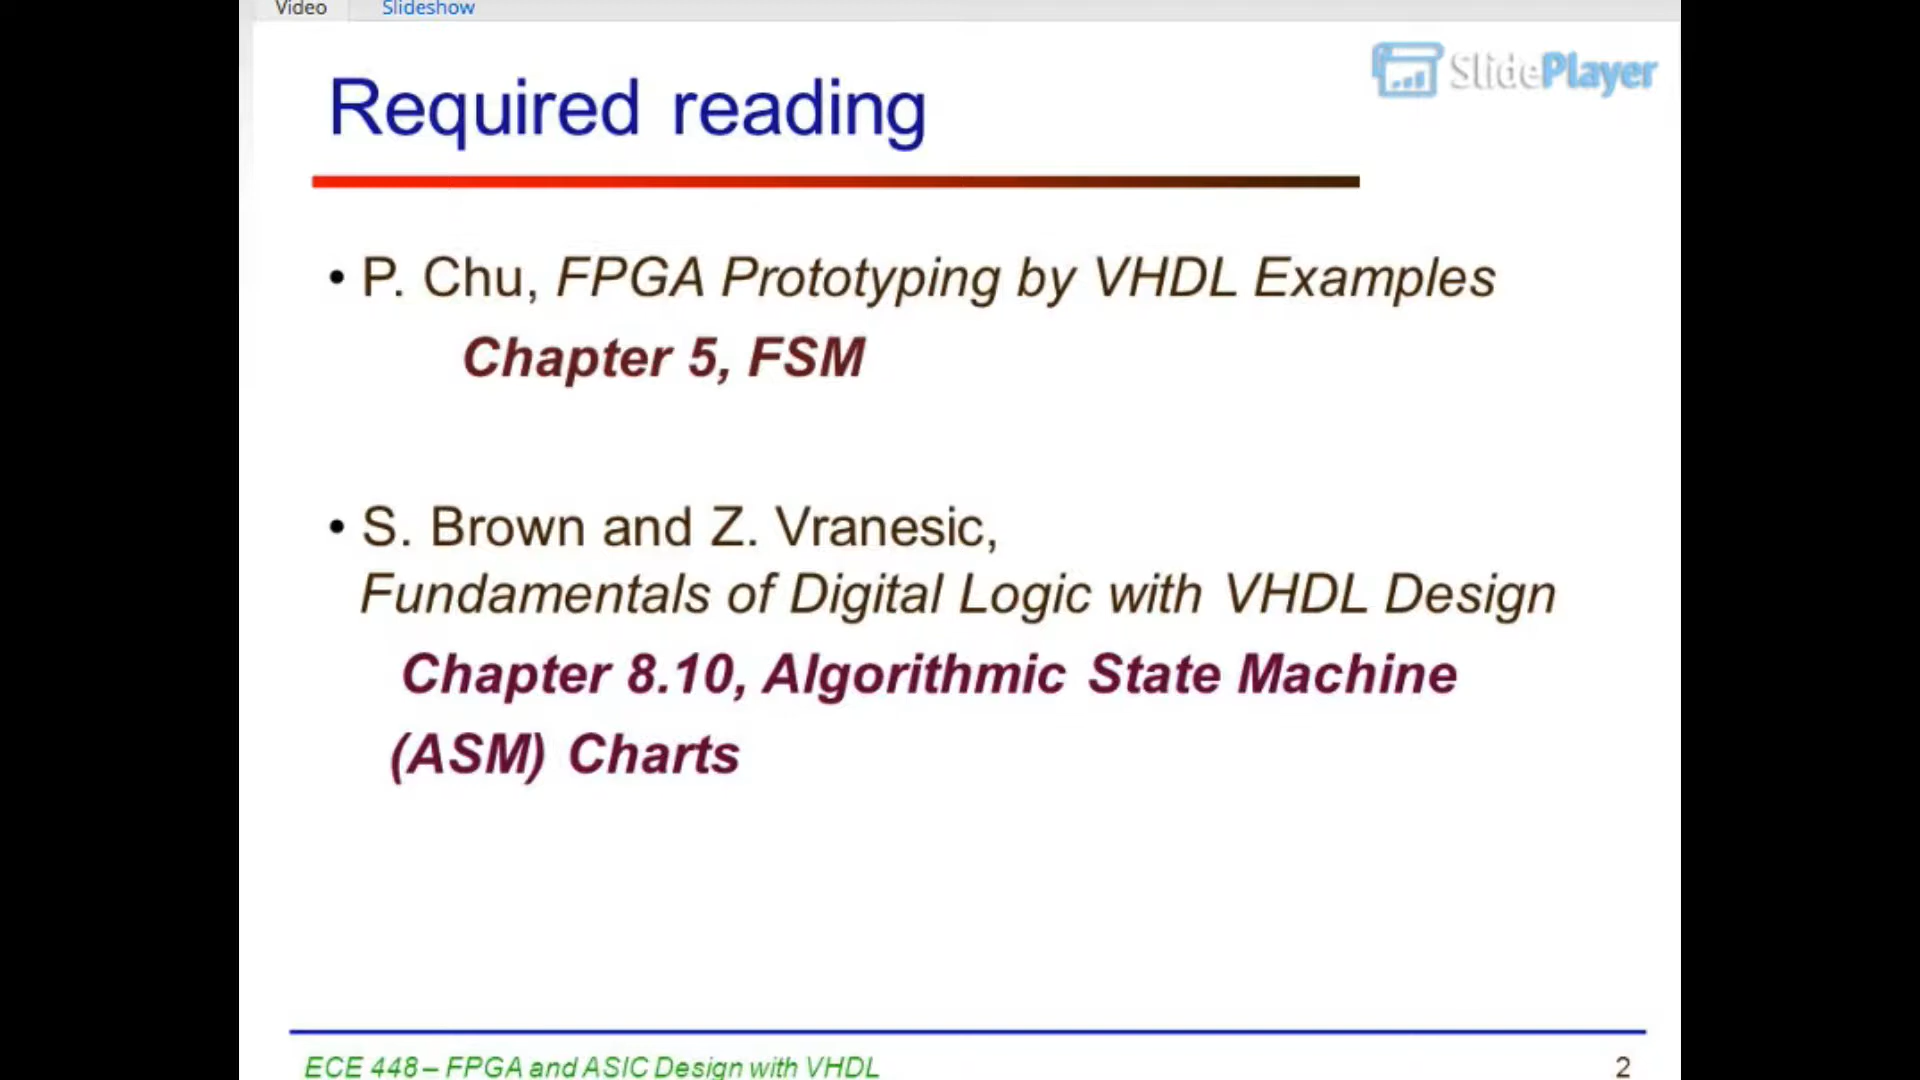 Video Slideshow
SlidePlayer
Required reading
• P. Chu, FPGA Prototyping by VHDL Examples
Chapter 5, FSM
• S. Brown and Z. Vranesic,
Fundamentals of Digital Logic with VHDL Design
Chapter 8.10, Algorithmic State Machine
(ASM) Charts
ECE 448 – FPGA and ASIC Design with VHDL 2